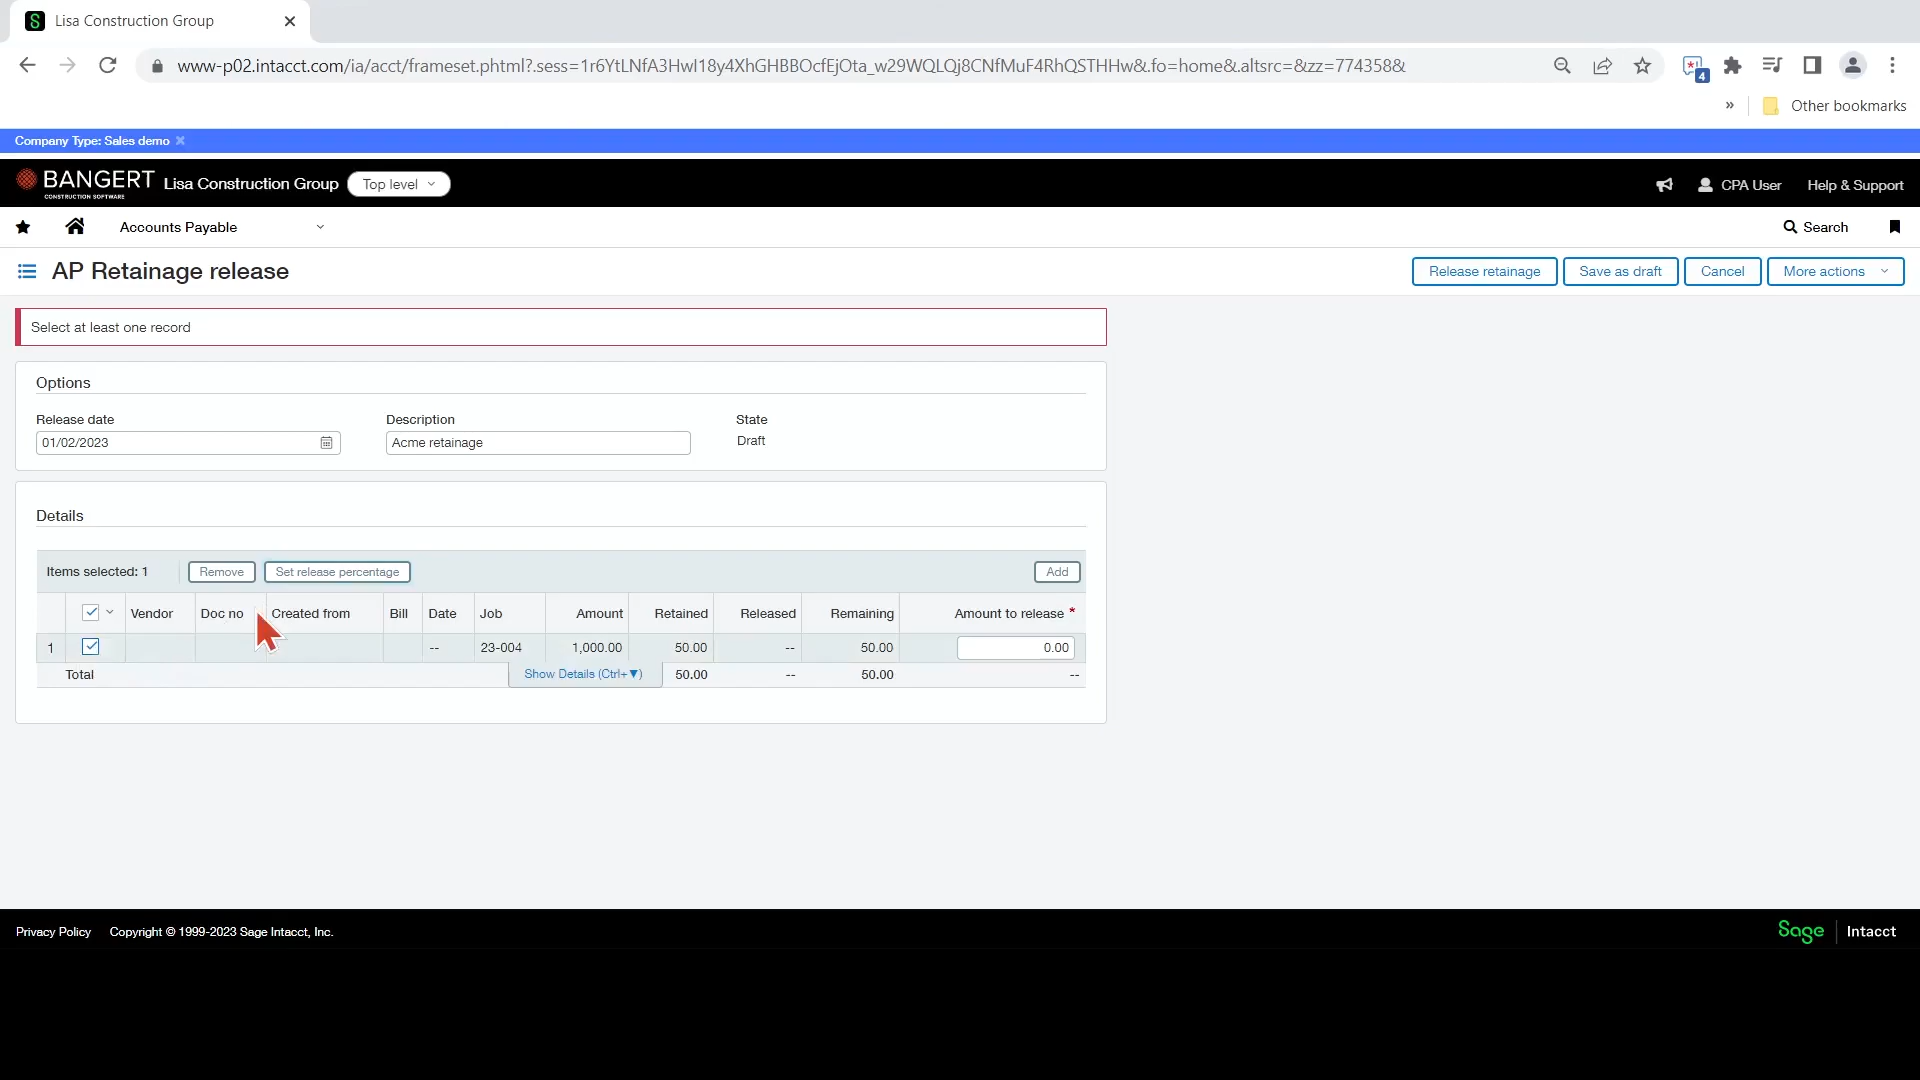 S Lisa Construction Group
www-p02.intacct.com/ia/acct/frameset.phtml?.sess=1r6YtLNfA3HwI18y4XhGHBBOcfEjOta_w29WQLQj8CNfMuF4RhQSTHHw&.fo=home&.altsrc=&zz=774358&
4
» Other bookmarks
Company Type: Sales demo
BANGERT Lisa Construction Group Top level CPA User Help & Support
CONSTRUCTION SOFTWARE
Accounts Payable Search
AP Retainage release Release retainage Save as draft Cancel More actions
Select at least one record
Options
Release date Description State
01/02/2023 Acme retainage Draft
Details
Items selected: 1 Remove Set release percentage Add
Vendor Doc no Created from Bill Date Job Amount Retained Released Remaining Amount to release *
1 -- 23-004 1,000.00 50.00 -- 50.00 0.00
Total Show Details (Ctrl+▼) 50.00 -- 50.00 --
Privacy Policy Copyright © 1999-2023 Sage Intacct, Inc. Sage Intacct